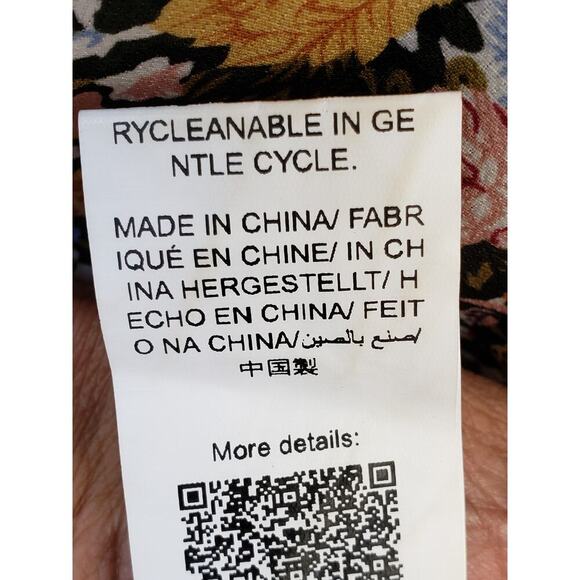 RYCLEANABLE IN GE
NTLE CYCLE.
MADE IN CHINA/ FABR
IQUÉ EN CHINE/ IN CH
INA HERGESTELLT/ H
ECHO EN CHINA/ FEIT
O NA CHINA/صنع بالصين/
中国製
More details: